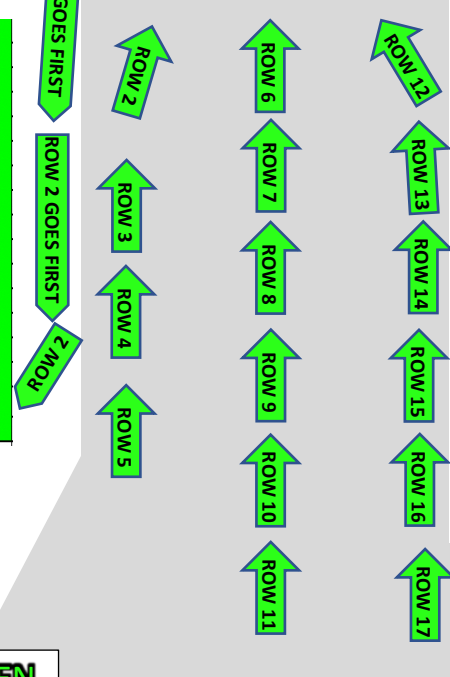 GOES FIRST
ROW 2 GOES FIRST
ROW 2
ROW 2
ROW 3
ROW 4
ROW 5
ROW 6
ROW 7
ROW 8
ROW 9
ROW 10
ROW 11
ROW 12
ROW 13
ROW 14
ROW 15
ROW 16
ROW 17
EN